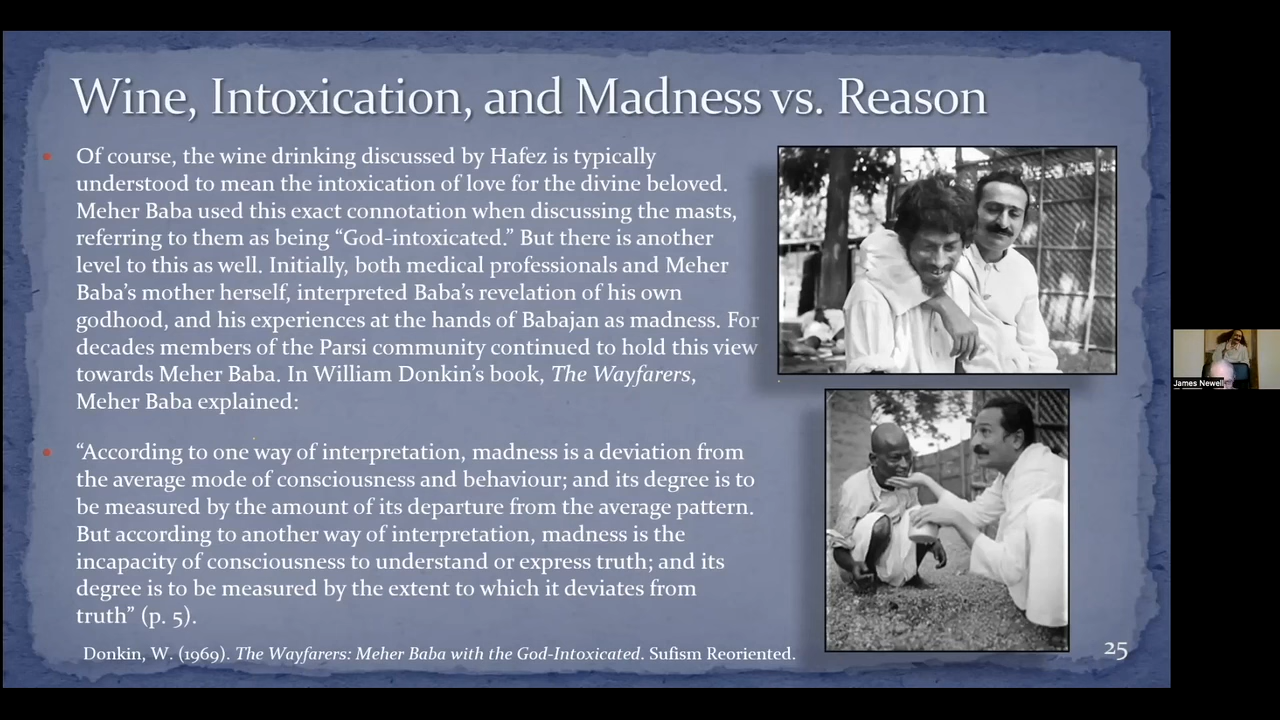 Wine, Intoxication, and Madness vs. Reason
Of course, the wine drinking discussed by Hafez is typically
understood to mean the intoxication of love for the divine beloved.
Meher Baba used this exact connotation when discussing the masts,
referring to them as being “God-intoxicated.” But there is another
level to this as well. Initially, both medical professionals and Meher
Baba’s mother herself, interpreted Baba’s revelation of his own
godhood, and his experiences at the hands of Babajan as madness. For
decades members of the Parsi community continued to hold this view
towards Meher Baba. In William Donkin’s book, The Wayfarers,
Meher Baba explained:
“According to one way of interpretation, madness is a deviation from
the average mode of consciousness and behaviour; and its degree is to
be measured by the amount of its departure from the average pattern.
But according to another way of interpretation, madness is the
incapacity of consciousness to understand or express truth; and its
degree is to be measured by the extent to which it deviates from
truth” (p. 5).
Donkin, W. (1969). The Wayfarers: Meher Baba with the God-Intoxicated. Sufism Reoriented.
25
James Newell